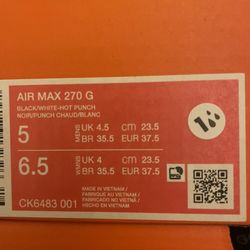 AIR MAX 270 G
BLACK/WHITE-HOT PUNCH
NOIR/PUNCH CHAUD/BLANC
5 MENS UK 4.5 cm 23.5
BR 35.5 EUR 37.5
6.5 WMNS UK 4 cm 23.5
BR 35.5 EUR 37.5
CK6483 001
MADE IN VIETNAM /
FABRIQUE AU VIETNAM /
HECHO EN VIETNAM